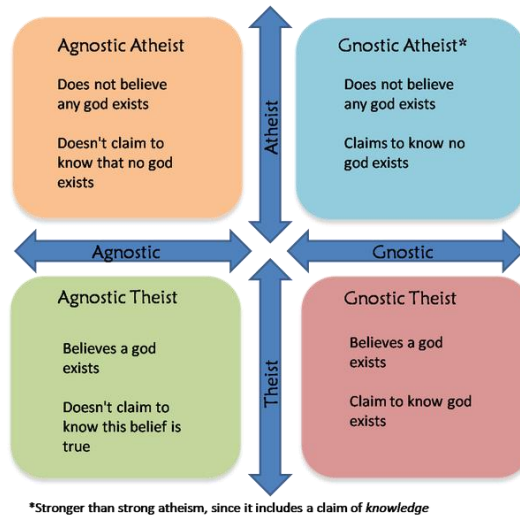 Agnostic Atheist
Does not believe
any god exists
Doesn't claim to
know that no god
exists
Atheist
Gnostic Atheist*
Does not believe
any god exists
Claims to know no
god exists
Agnostic
Gnostic
Agnostic Theist
Believes a god
exists
Doesn't claim to
know this belief is
true
Theist
Gnostic Theist
Believes a god
exists
Claim to know god
exists
*Stronger than strong atheism, since it includes a claim of knowledge